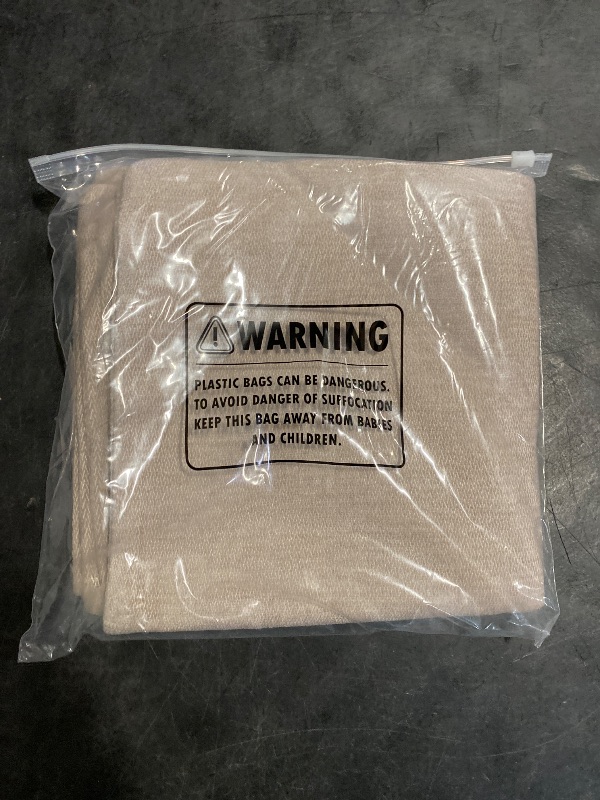 WARNING
PLASTIC BAGS CAN BE DANGEROUS.
TO AVOID DANGER OF SUFFOCATION
KEEP THIS BAG AWAY FROM BABIES
AND CHILDREN.